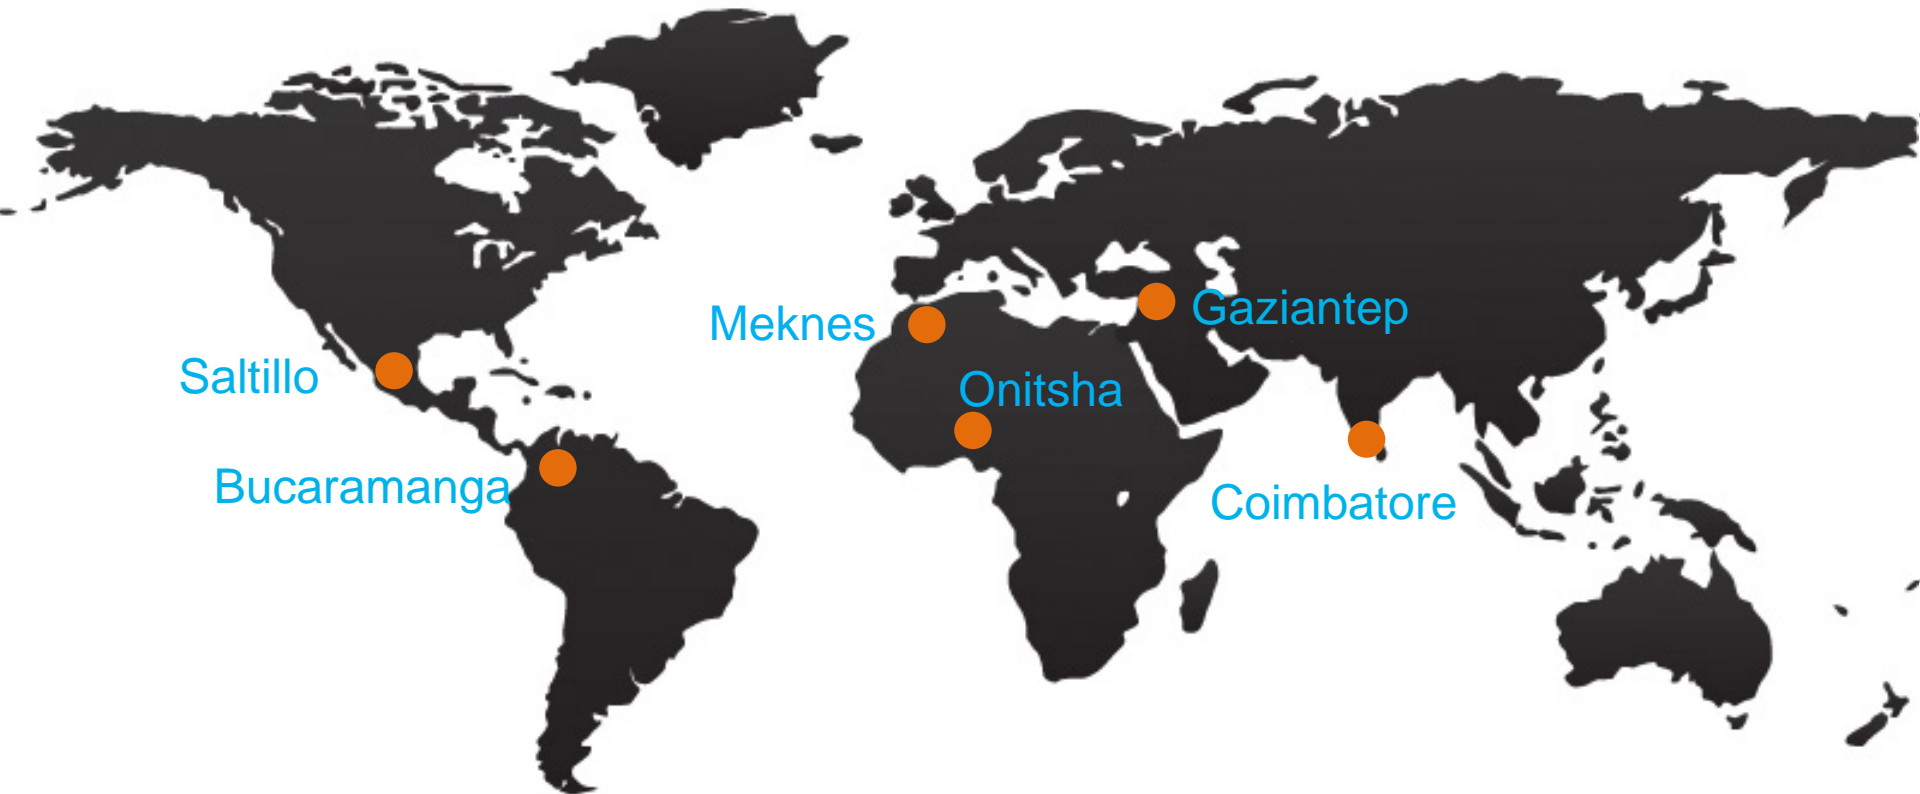 Gaziantep
Meknes
Saltillo
Onitsha
Bucaramanga
Coimbatore